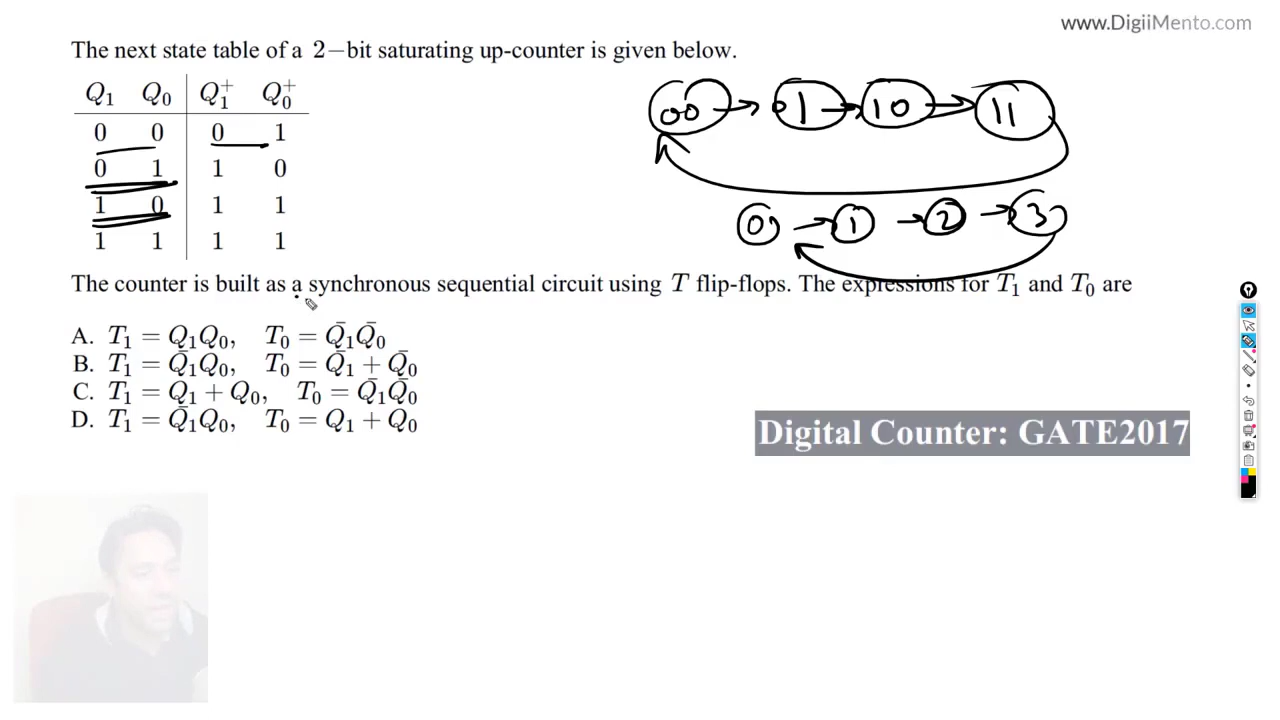 www.DigiiMento.com
The next state table of a 2−bit saturating up-counter is given below.
Q₁ Q₀ Q₁⁺ Q₀⁺
0 0 0 1
0 1 1 0
1 0 1 1
1 1 1 1
00 → 01 → 10 → 11
0 → 1 → 2 → 3
The counter is built as a synchronous sequential circuit using T flip-flops. The expressions for T₁ and T₀ are
A. T₁ = Q₁Q₀, T₀ = Q̄₁Q̄₀
B. T₁ = Q̄₁Q₀, T₀ = Q̄₁ + Q̄₀
C. T₁ = Q₁ + Q₀, T₀ = Q̄₁Q̄₀
D. T₁ = Q̄₁Q₀, T₀ = Q₁ + Q₀
Digital Counter: GATE2017